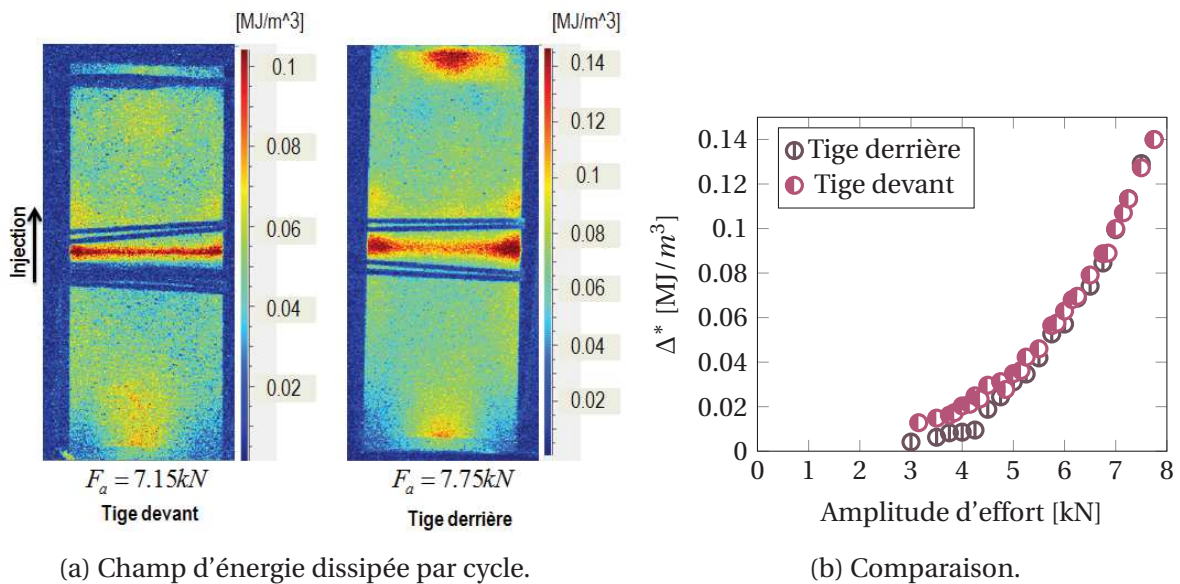 [MJ/m^3]
[MJ/m^3]
0.1
0.08
0.06
0.04
0.02
0.14
0.12
0.1
0.08
0.06
0.04
0.02
Injection
F_a = 7.15kN
F_a = 7.75kN
Tige devant
Tige derrière
(a) Champ d'énergie dissipée par cycle.
Δ* [MJ/m³]
0.14
0.12
0.1
0.08
0.06
0.04
0.02
0
Tige derrière
Tige devant
0 1 2 3 4 5 6 7 8
Amplitude d'effort [kN]
(b) Comparaison.